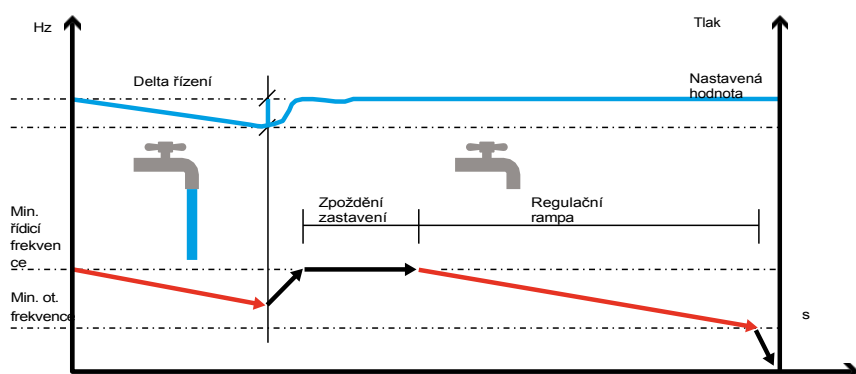 Hz
Tlak
Delta řízení
Nastavená
hodnota
Zpoždění
zastavení
Regulační
rampa
Min.
řídicí
frekven
ce
Min. ot.
frekvence
s